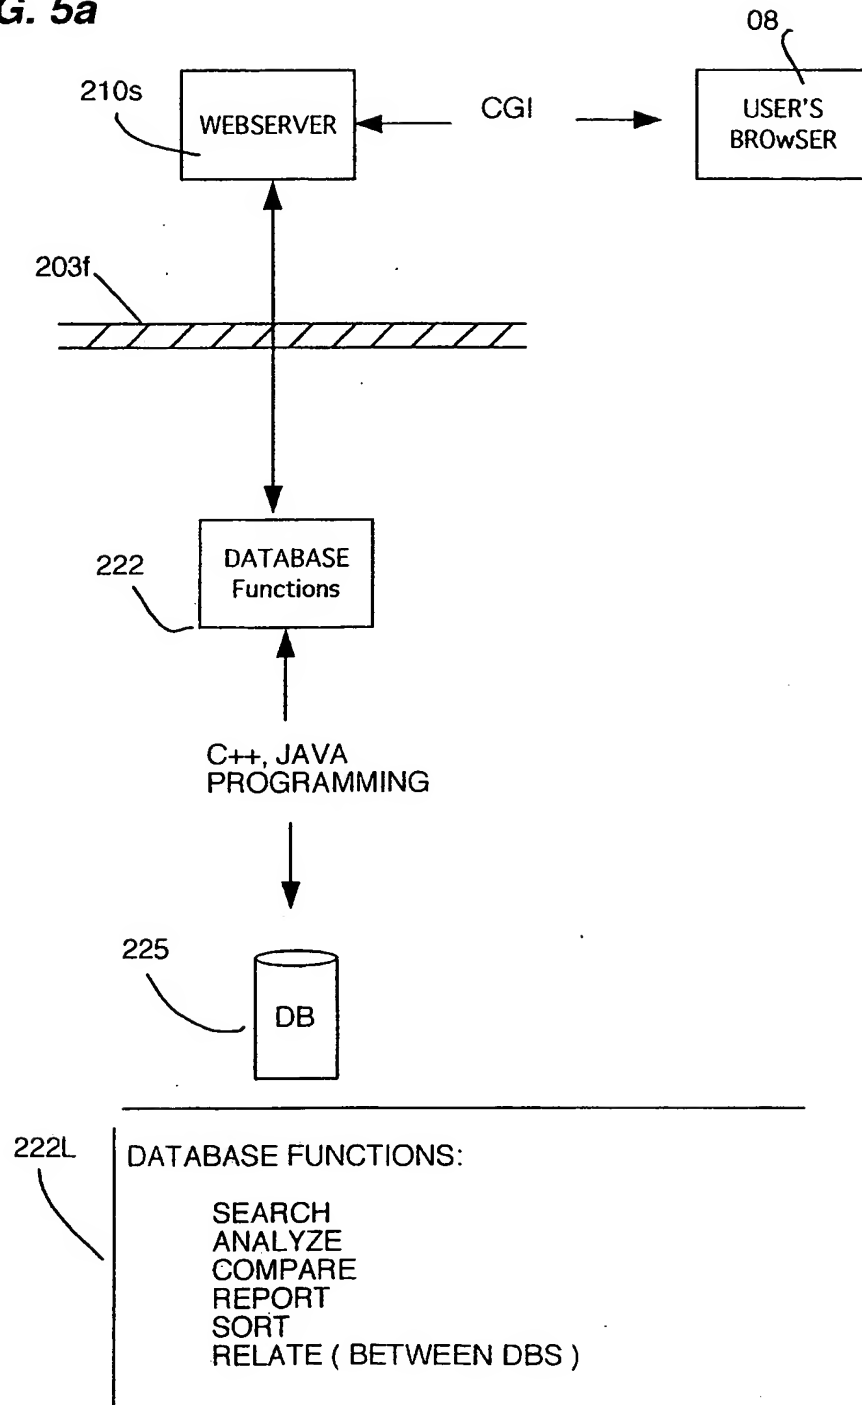 G. 5a
08
210s
WEBSERVER
CGI
USER'S
BROwSER
203f
222
DATABASE
Functions
C++, JAVA
PROGRAMMING
225
DB
222L
DATABASE FUNCTIONS:
SEARCH
ANALYZE
COMPARE
REPORT
SORT
RELATE ( BETWEEN DBS )